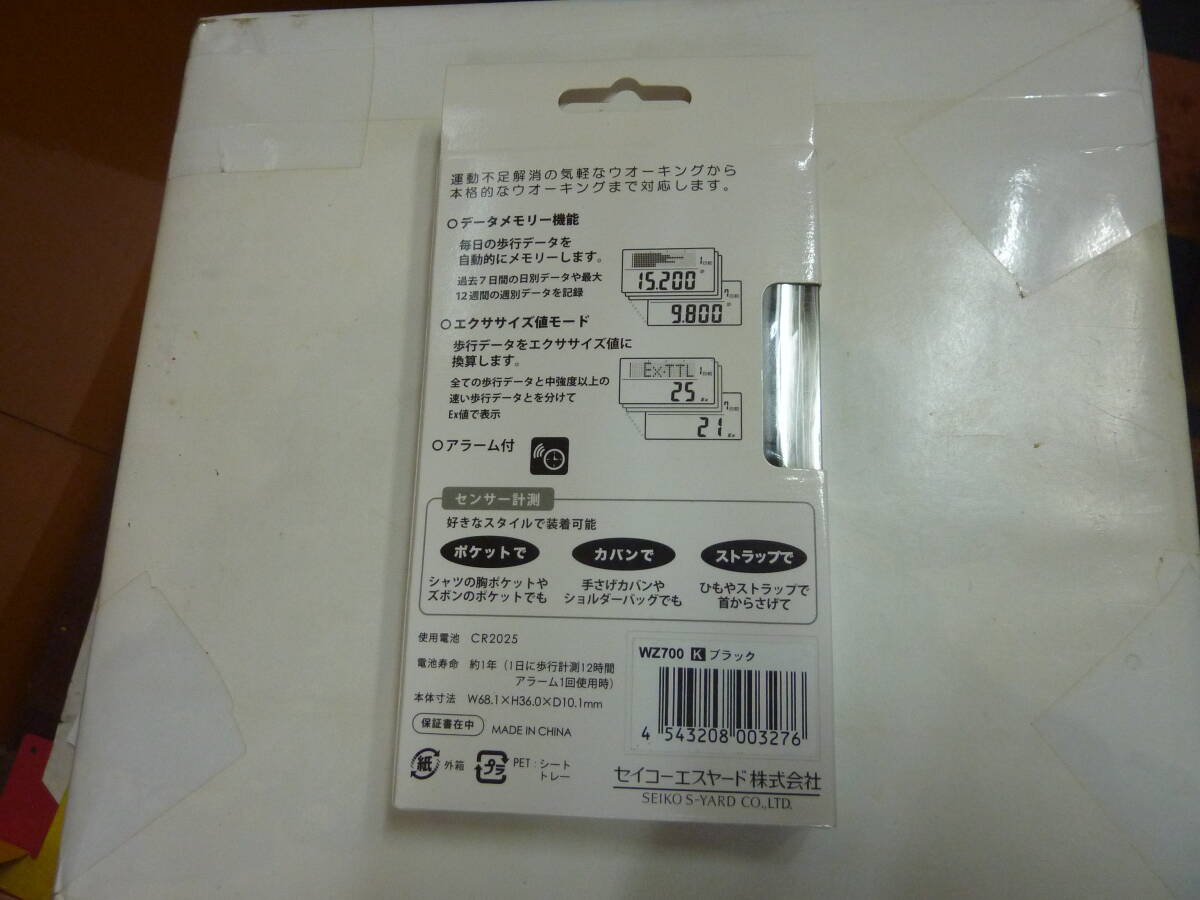 運動不足解消の気軽なウオーキングから
本格的なウオーキングまで対応します。
○データメモリー機能
毎日の歩行データを
自動的にメモリーします。
過去7日間の日別データや最大
12週間の週別データを記録
1日前
15.200
歩
7日前
9.800
歩
○エクササイズ値モード
歩行データをエクササイズ値に
換算します。
全ての歩行データと中強度以上の
速い歩行データとを分けて
Ex値で表示
Ex・TTL
1日前
25
Ex
7日前
21
Ex
○アラーム付
センサー計測
好きなスタイルで装着可能
ポケットで
シャツの胸ポケットや
ズボンのポケットでも
カバンで
手さげカバンや
ショルダーバッグでも
ストラップで
ひもやストラップで
首からさげて
使用電池 CR2025
電池寿命 約1年（1日に歩行計測12時間
アラーム1回使用時）
本体寸法 W68.1×H36.0×D10.1mm
保証書在中 MADE IN CHINA
紙 外箱 プラ PET：シート
トレー
WZ700 K ブラック
4 543208 003276
セイコーエスヤード株式会社
SEIKO S-YARD CO.,LTD.